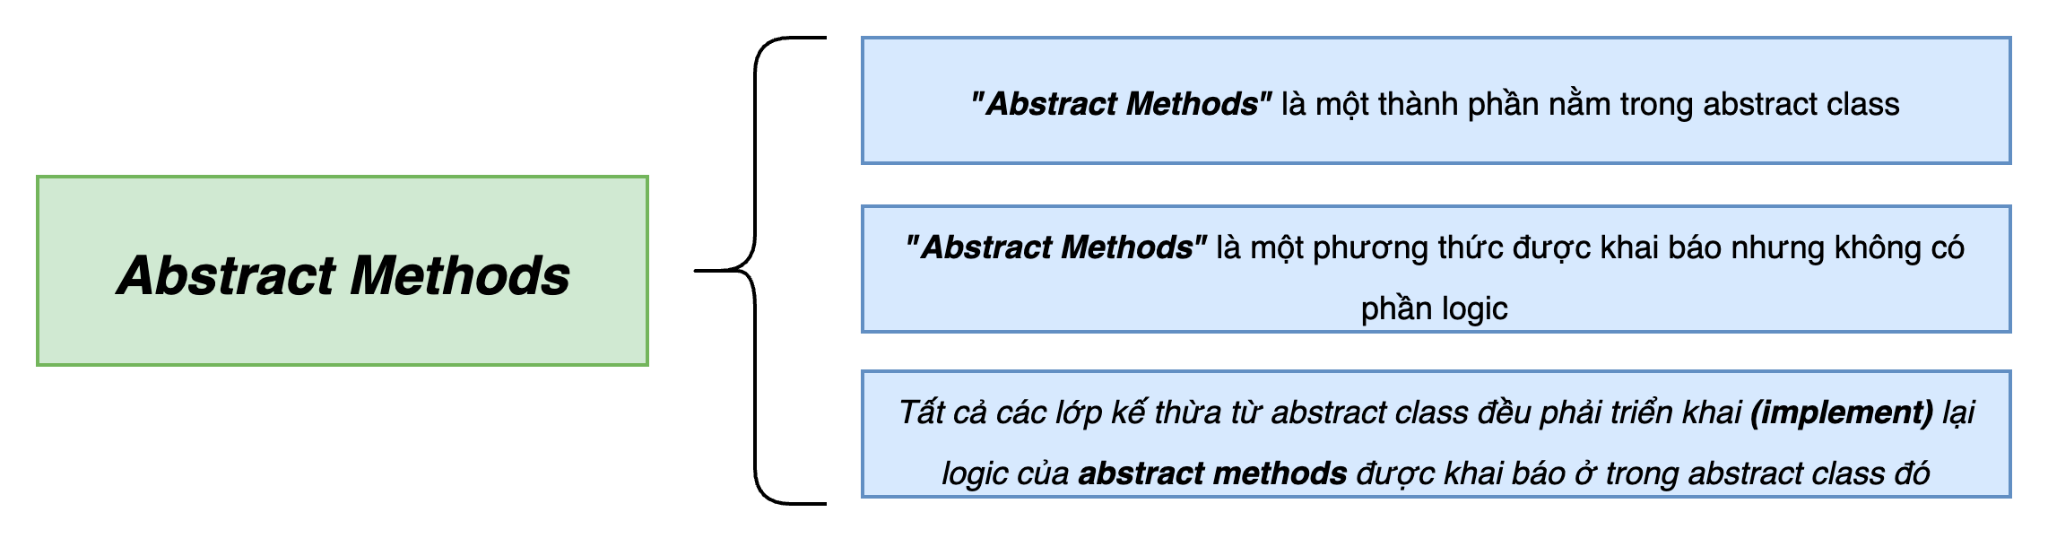 Abstract Methods
"Abstract Methods" là một thành phần nằm trong abstract class
"Abstract Methods" là một phương thức được khai báo nhưng không có
phần logic
Tất cả các lớp kế thừa từ abstract class đều phải triển khai (implement) lại
logic của abstract methods được khai báo ở trong abstract class đó